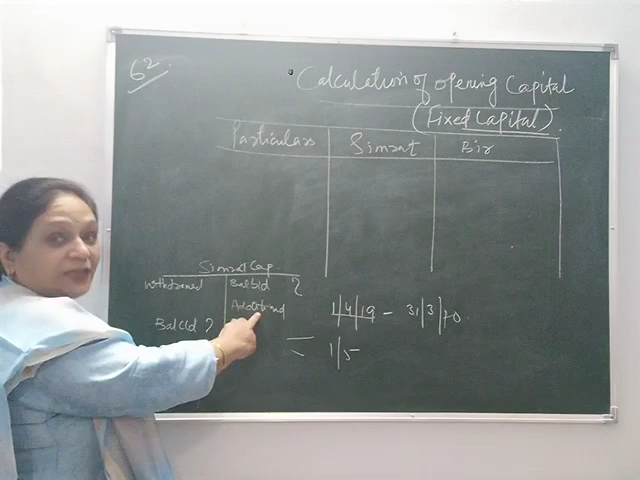 62
Calculation of opening Capital
(Fixed Capital).
Particulars Simrat Bir
Simrat Cap
Withdrawed Bal b/d ?
Additional
Bal c/d ?
1/4/19 - 31/3/20
= 1/5